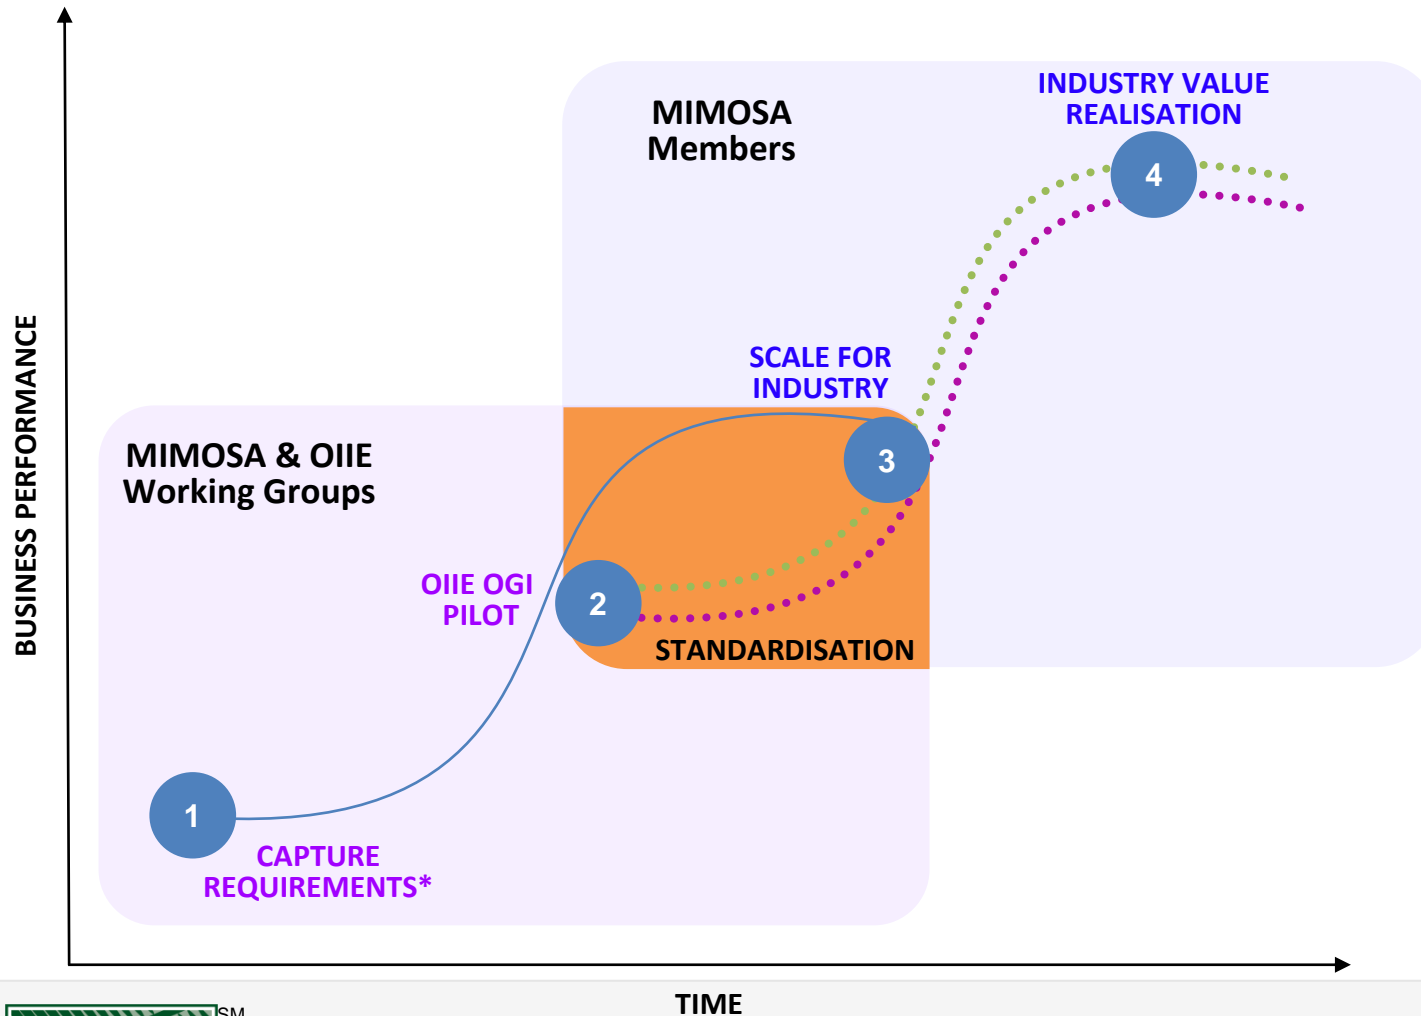 INDUSTRY VALUE
REALISATION
MIMOSA
Members
4
SCALE FOR
INDUSTRY
3
MIMOSA & OIIE
Working Groups
BUSINESS PERFORMANCE
OIIE OGI
PILOT
2
STANDARDISATION
1
CAPTURE
REQUIREMENTS*
TIME
SM